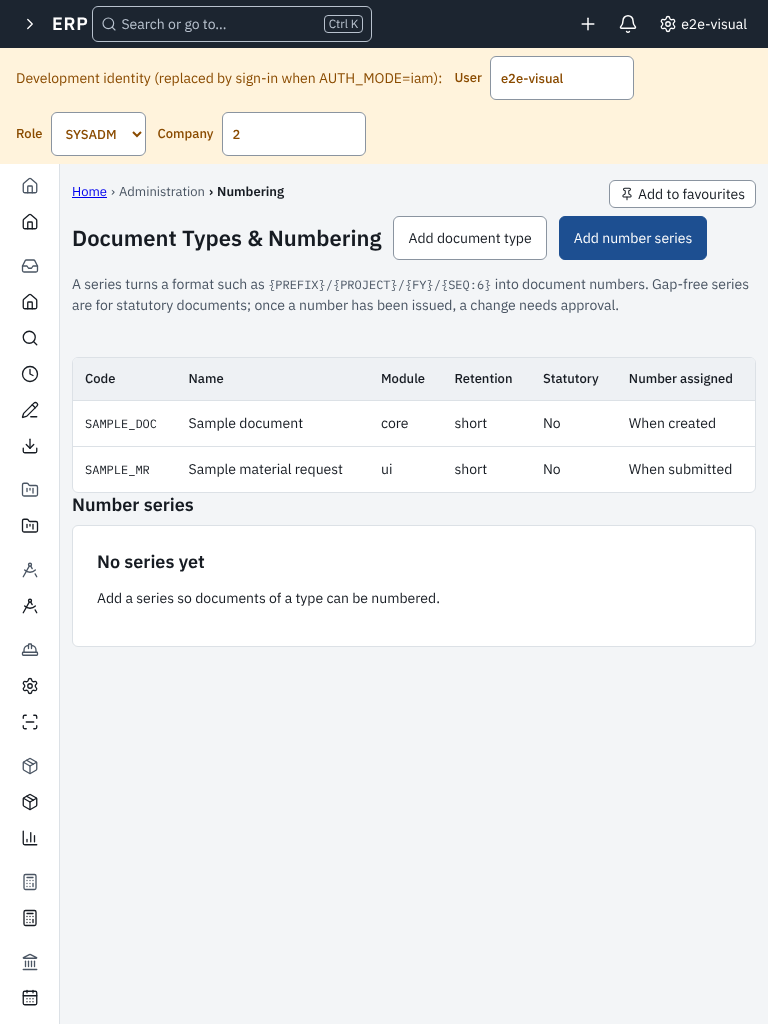 ERP
Search or go to...
Ctrl K
e2e-visual
Development identity (replaced by sign-in when AUTH_MODE=iam): User e2e-visual
Role SYSADM Company 2
Home › Administration › Numbering
Add to favourites
Document Types & Numbering
Add document type
Add number series
A series turns a format such as {PREFIX}/{PROJECT}/{FY}/{SEQ:6} into document numbers. Gap-free series
are for statutory documents; once a number has been issued, a change needs approval.
Code Name Module Retention Statutory Number assigned
SAMPLE_DOC Sample document core short No When created
SAMPLE_MR Sample material request ui short No When submitted
Number series
No series yet
Add a series so documents of a type can be numbered.